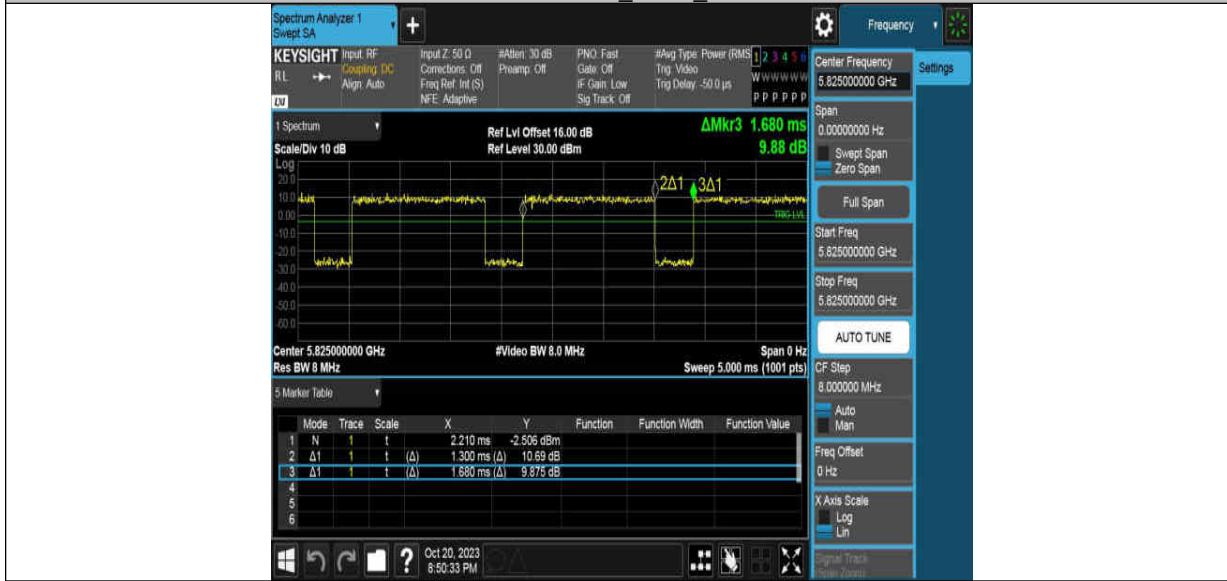 Spectrum Analyzer 1
Swept SA
+
Frequency
KEYSIGHT
RL
LXI
Input: RF
Coupling: DC
Align: Auto
Input Z: 50 Ω
Corrections: Off
Freq Ref: Int (S)
NFE: Adaptive
#Atten: 30 dB
Preamp: Off
PNO: Fast
Gate: Off
IF Gain: Low
Sig Track: Off
#Avg Type: Power (RMS
Trig: Video
Trig Delay: -50.0 µs
1 2 3 4 5 6
W W W W W W
P P P P P P
1 Spectrum
Scale/Div 10 dB
Ref Lvl Offset 16.00 dB
Ref Level 30.00 dBm
ΔMkr3 1.680 ms
9.88 dB
Log
20.0
10.0
0.00
-10.0
-20.0
-30.0
-40.0
-50.0
-60.0
2Δ1
3Δ1
TRIG LVL
Center 5.825000000 GHz
Res BW 8 MHz
#Video BW 8.0 MHz
Span 0 Hz
Sweep 5.000 ms (1001 pts)
5 Marker Table
Mode Trace Scale X Y Function Function Width Function Value
1 N 1 t 2.210 ms -2.506 dBm
2 Δ1 1 t (Δ) 1.300 ms (Δ) 10.69 dB
3 Δ1 1 t (Δ) 1.680 ms (Δ) 9.875 dB
4
5
6
?
Oct 20, 2023
8:50:33 PM
Center Frequency
5.825000000 GHz
Settings
Span
0.00000000 Hz
Swept Span
Zero Span
Full Span
Start Freq
5.825000000 GHz
Stop Freq
5.825000000 GHz
AUTO TUNE
CF Step
8.000000 MHz
Auto
Man
Freq Offset
0 Hz
X Axis Scale
Log
Lin
Signal Track
(Span Zoom)